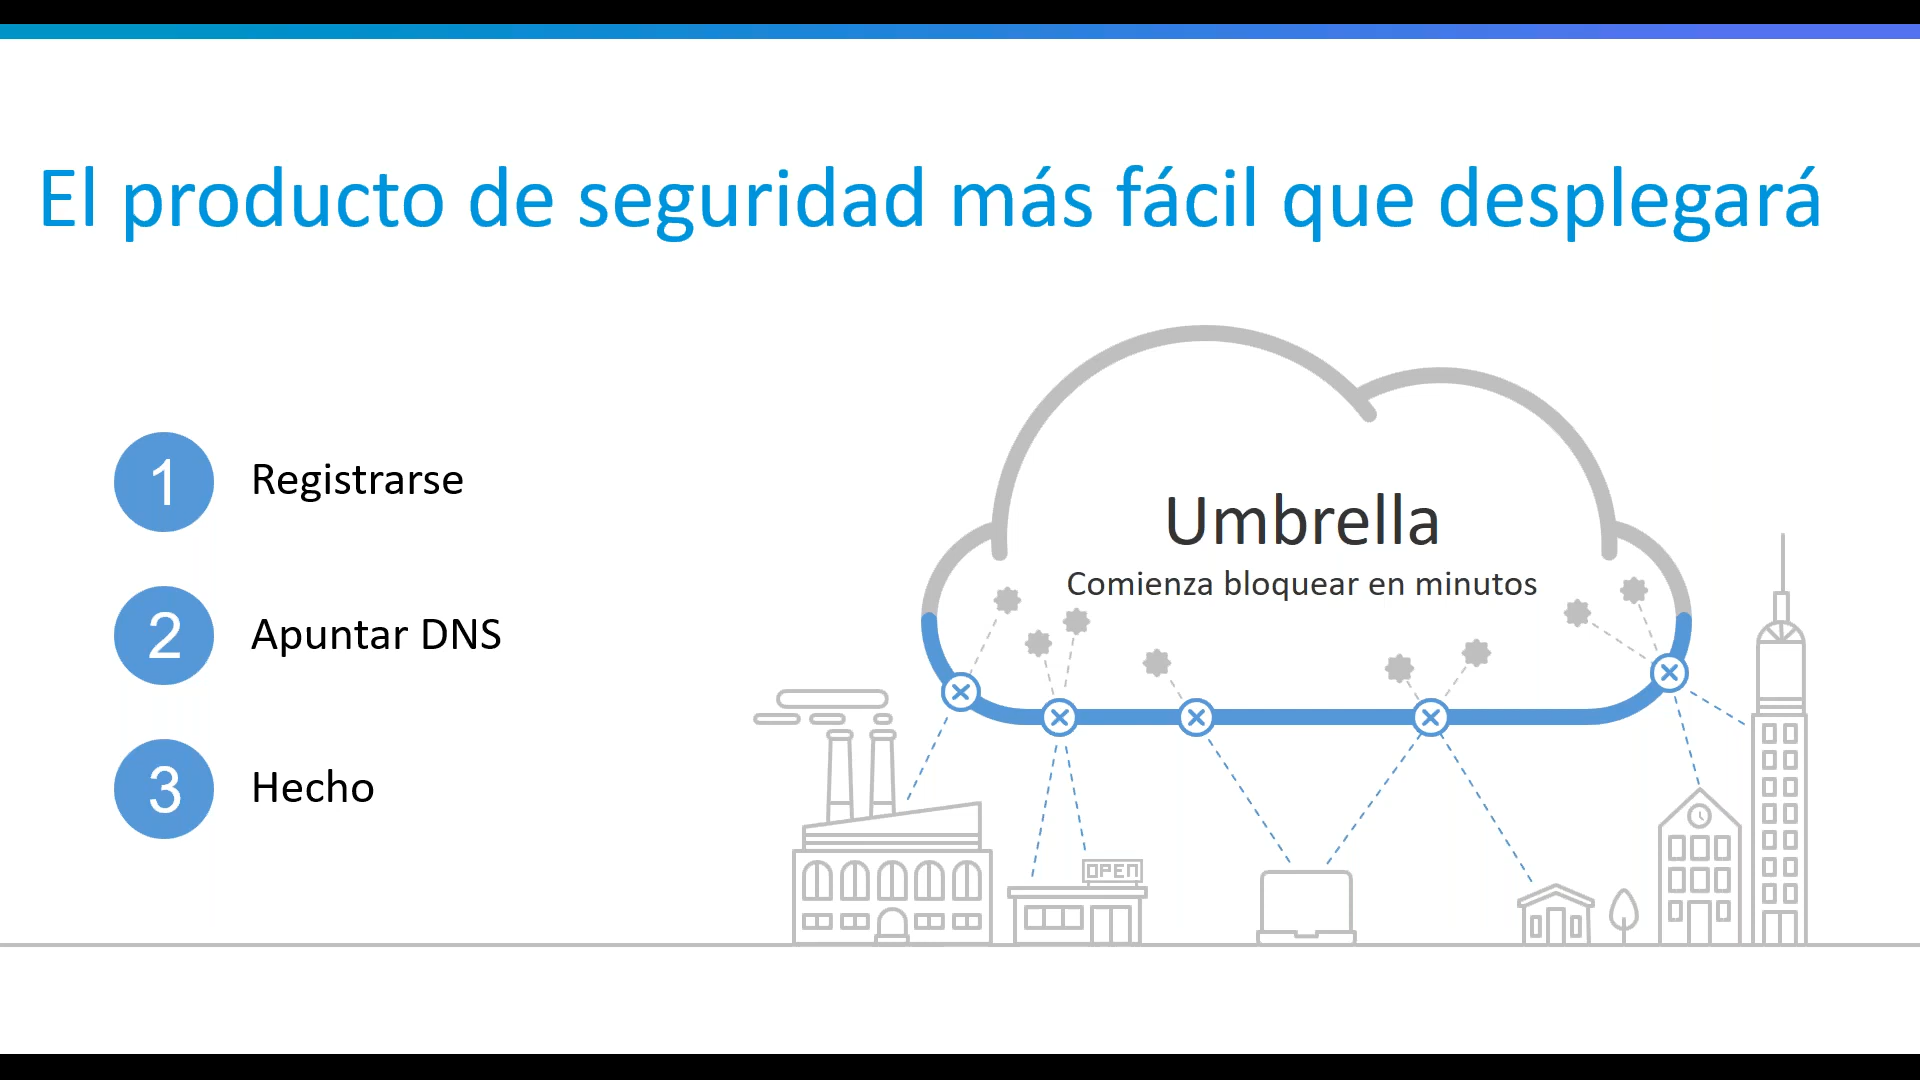 El producto de seguridad más fácil que desplegará
1 Registrarse
2 Apuntar DNS
3 Hecho
Umbrella
Comienza bloquear en minutos
OPEN